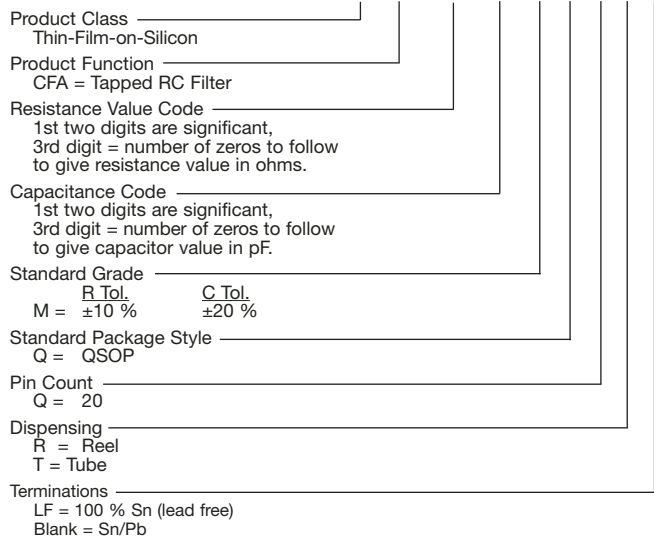 Product Class
Thin-Film-on-Silicon
Product Function
CFA = Tapped RC Filter
Resistance Value Code
1st two digits are significant,
3rd digit = number of zeros to follow
to give resistance value in ohms.
Capacitance Code
1st two digits are significant,
3rd digit = number of zeros to follow
to give capacitor value in pF.
Standard Grade
R Tol. C Tol.
M = ±10 % ±20 %
Standard Package Style
Q = QSOP
Pin Count
Q = 20
Dispensing
R = Reel
T = Tube
Terminations
LF = 100 % Sn (lead free)
Blank = Sn/Pb